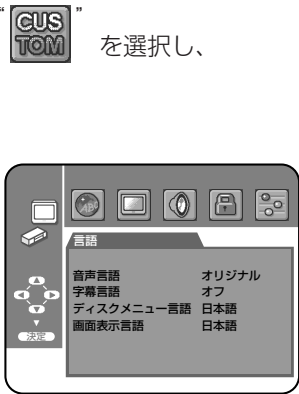 “CUSTOM” を選択し、
ABC
言語
音声言語 オリジナル
字幕言語 オフ
ディスクメニュー言語 日本語
画面表示言語 日本語
決定